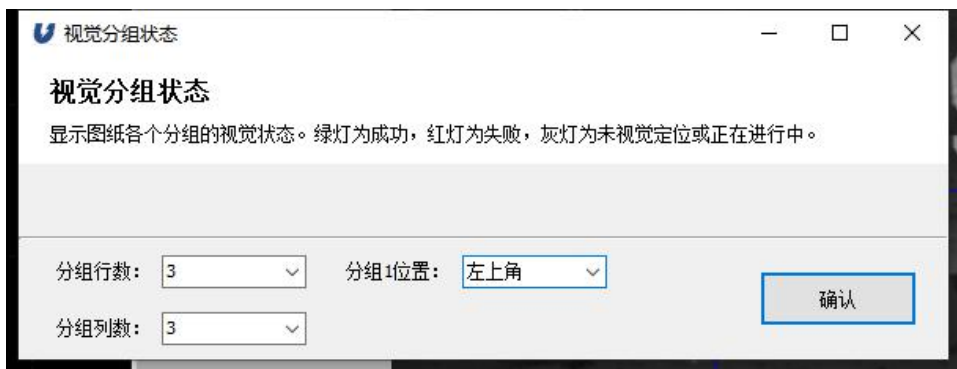 视觉分组状态
视觉分组状态
显示图纸各个分组的视觉状态。绿灯为成功，红灯为失败，灰灯为未视觉定位或正在进行中。
分组行数： 3 分组1位置： 左上角
确认
分组列数： 3